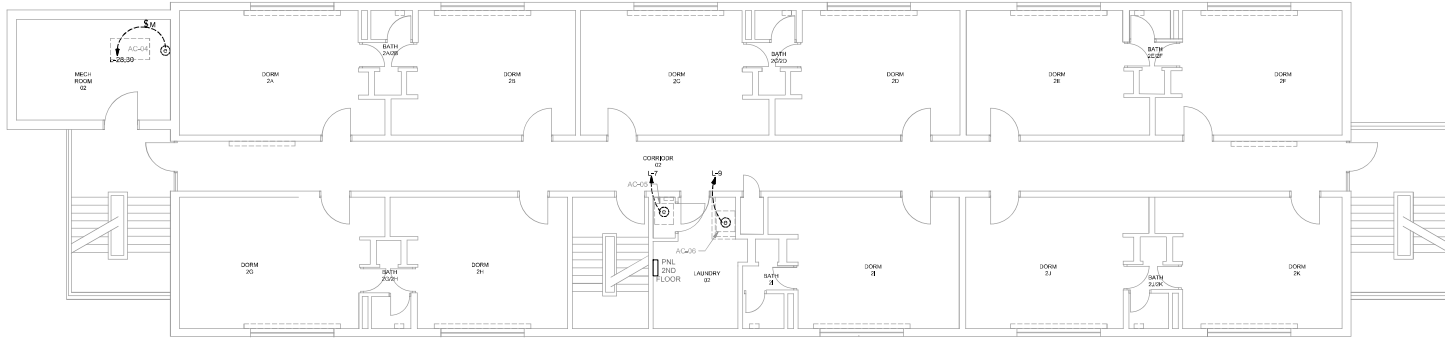 $M
AC-04
L-28,30
MECH
ROOM
02
DORM
2A
BATH
2A/2B
DORM
2B
DORM
2C
BATH
2C/2D
DORM
2D
DORM
2E
BATH
2E/2F
DORM
2F
CORRIDOR
02
L-7
L-9
AC-05
AC-06
DORM
2G
BATH
2G/2H
DORM
2H
PNL
2ND
FLOOR
LAUNDRY
02
BATH
2I
DORM
2I
DORM
2J
BATH
2J/2K
DORM
2K